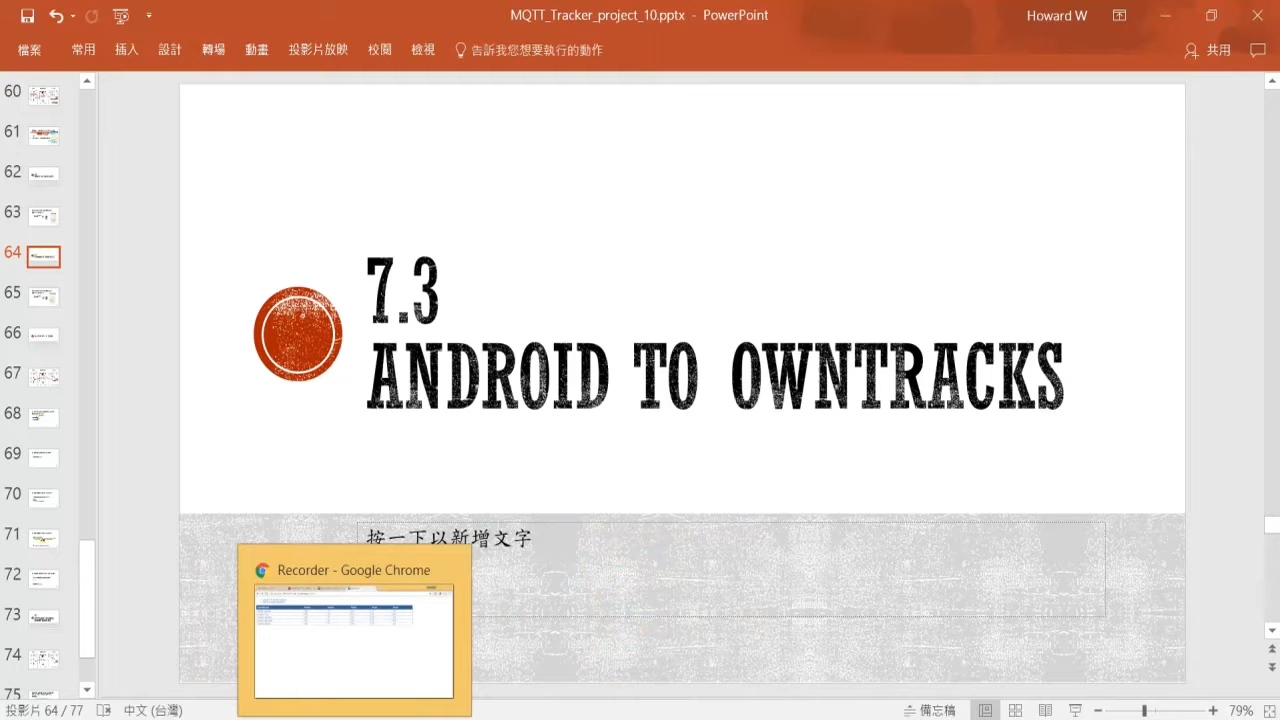 MQTT_Tracker_project_10.pptx - PowerPoint
Howard W
檔案 常用 插入 設計 轉場 動畫 投影片放映 校閱 檢視 告訴我您想要執行的動作 共用
60
61
62
63
64
65
66
67
68
69
70
71
72
73
74
75
7.3
ANDROID TO OWNTRACKS
按一下以新增文字
Recorder - Google Chrome
投影片 64 / 77 中文 (台灣) 備忘稿 79%